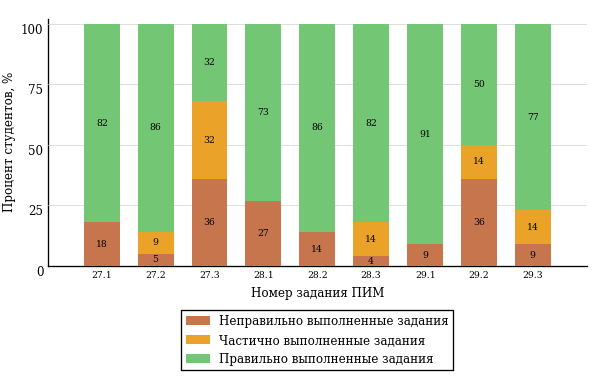 Процент студентов, %
100
75
50
25
0
82 86 32 73 86 82 91 50 77
9 32 14 14 14
18 5 36 27 14 4 9 36 9
27.1 27.2 27.3 28.1 28.2 28.3 29.1 29.2 29.3
Номер задания ПИМ
Неправильно выполненные задания
Частично выполненные задания
Правильно выполненные задания